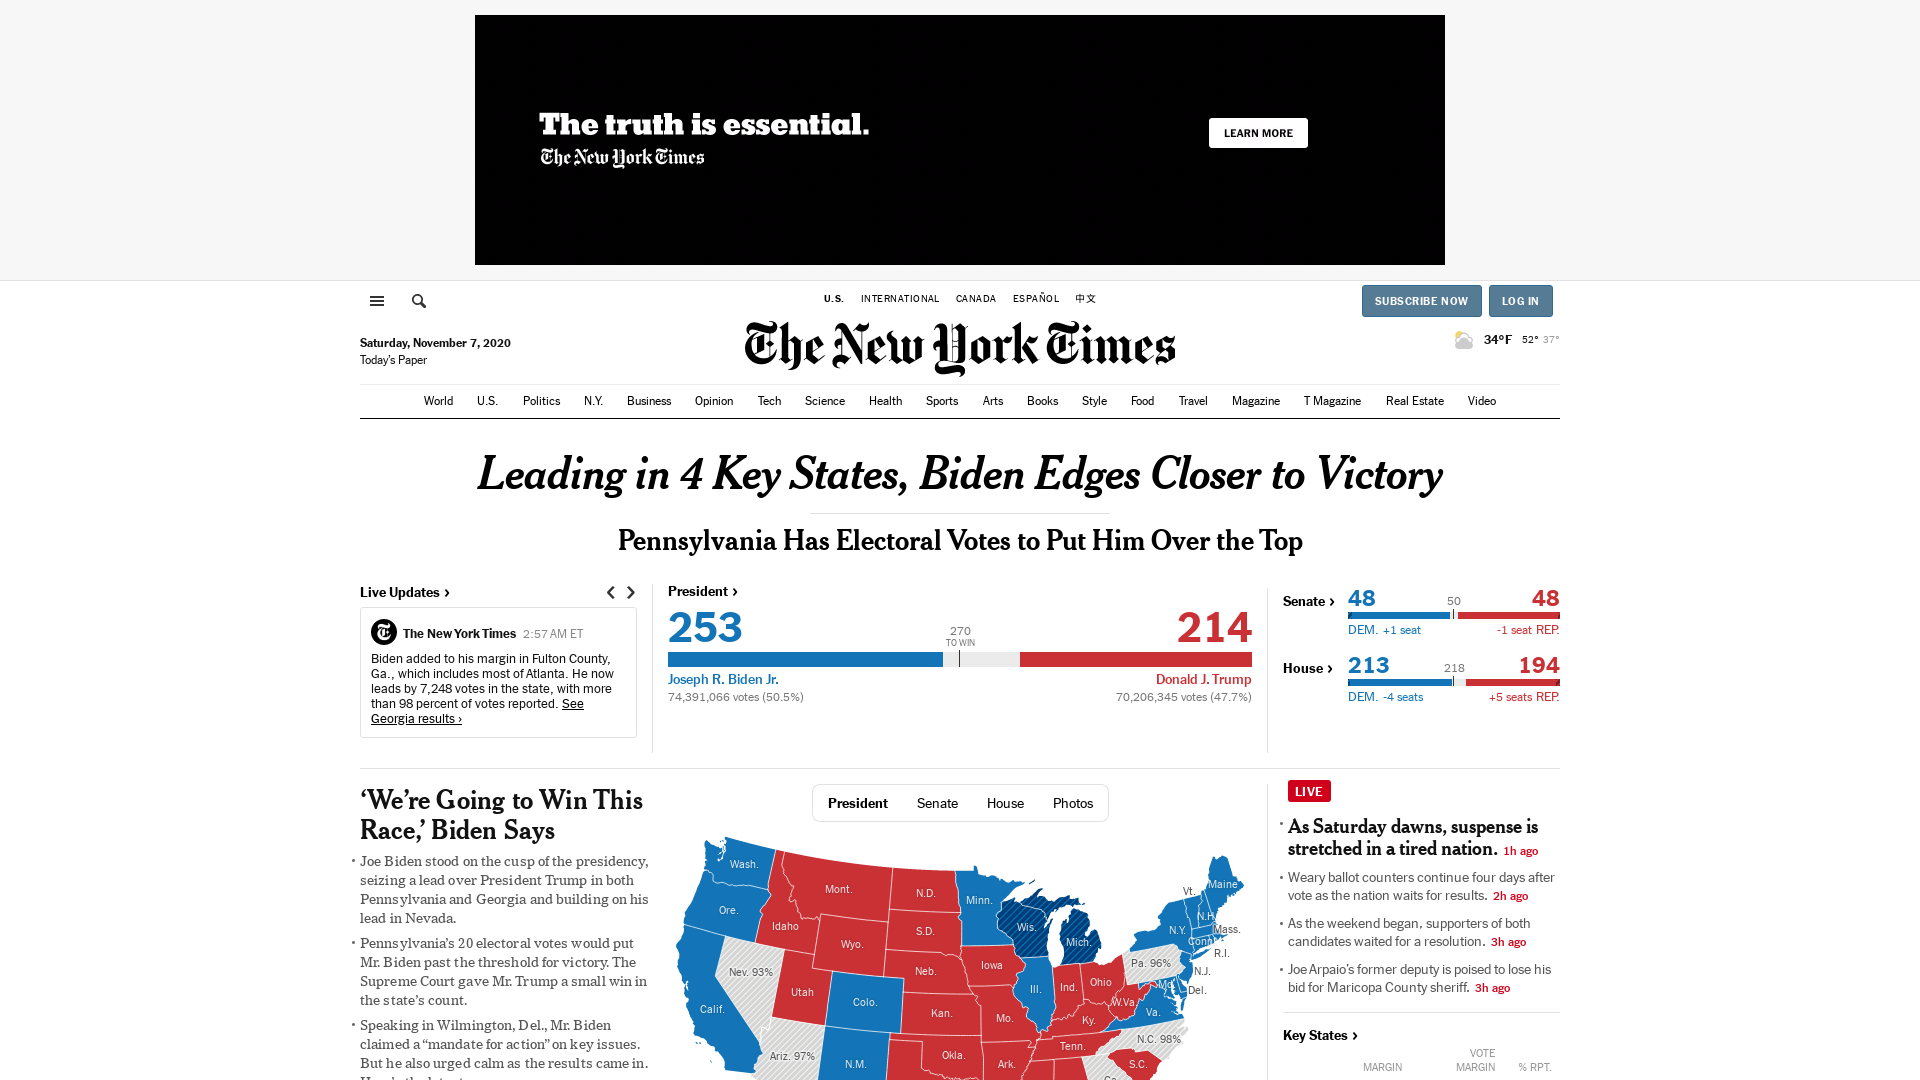 The truth is essential.
The New York Times
LEARN MORE
U.S. INTERNATIONAL CANADA ESPAÑOL 中文
SUBSCRIBE NOW LOG IN
Saturday, November 7, 2020
Today's Paper
The New York Times
34°F 52° 37°
World U.S. Politics N.Y. Business Opinion Tech Science Health Sports Arts Books Style Food Travel Magazine T Magazine Real Estate Video
Leading in 4 Key States, Biden Edges Closer to Victory
Pennsylvania Has Electoral Votes to Put Him Over the Top
Live Updates ›
The New York Times 2:57 AM ET
Biden added to his margin in Fulton County,
Ga., which includes most of Atlanta. He now
leads by 7,248 votes in the state, with more
than 98 percent of votes reported. See
Georgia results ›
President ›
253
270
TO WIN
214
Joseph R. Biden Jr.
Donald J. Trump
74,391,066 votes (50.5%)
70,206,345 votes (47.7%)
Senate › 48 50 48
DEM. +1 seat -1 seat REP.
House › 213 218 194
DEM. -4 seats +5 seats REP.
‘We’re Going to Win This
Race,’ Biden Says
• Joe Biden stood on the cusp of the presidency,
seizing a lead over President Trump in both
Pennsylvania and Georgia and building on his
lead in Nevada.
• Pennsylvania’s 20 electoral votes would put
Mr. Biden past the threshold for victory. The
Supreme Court gave Mr. Trump a small win in
the state’s count.
• Speaking in Wilmington, Del., Mr. Biden
claimed a “mandate for action” on key issues.
But he also urged calm as the results came in.
President Senate House Photos
Wash.
Mont.
N.D.
Minn.
Vt.
Maine
Ore.
Idaho
S.D.
Wis.
Mich.
N.Y.
N.H.
Mass.
Conn.
R.I.
Wyo.
Nev. 93%
Neb.
Iowa
Pa. 96%
N.J.
Utah
Colo.
Ill.
Ind.
Ohio
W.Va.
Md.
Del.
Calif.
Kan.
Mo.
Ky.
Va.
Ariz. 97%
N.M.
Okla.
Ark.
Tenn.
N.C. 98%
S.C.
Ga.
LIVE
• As Saturday dawns, suspense is
stretched in a tired nation. 1h ago
• Weary ballot counters continue four days after
vote as the nation waits for results. 2h ago
• As the weekend began, supporters of both
candidates waited for a resolution. 3h ago
• Joe Arpaio’s former deputy is poised to lose his
bid for Maricopa County sheriff. 3h ago
Key States ›
MARGIN
VOTE
MARGIN
% RPT.